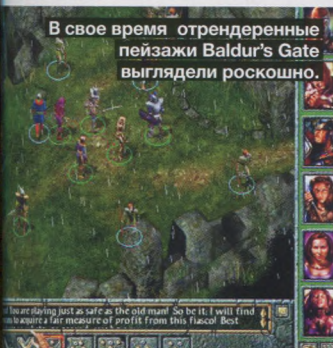 В свое время отрендеренные
пейзажи Baldur's Gate
выглядели роскошно.
You are playing just as safe as the old man! So be it: I will find
to acquire a fair measure of profit from this fiasco! Best